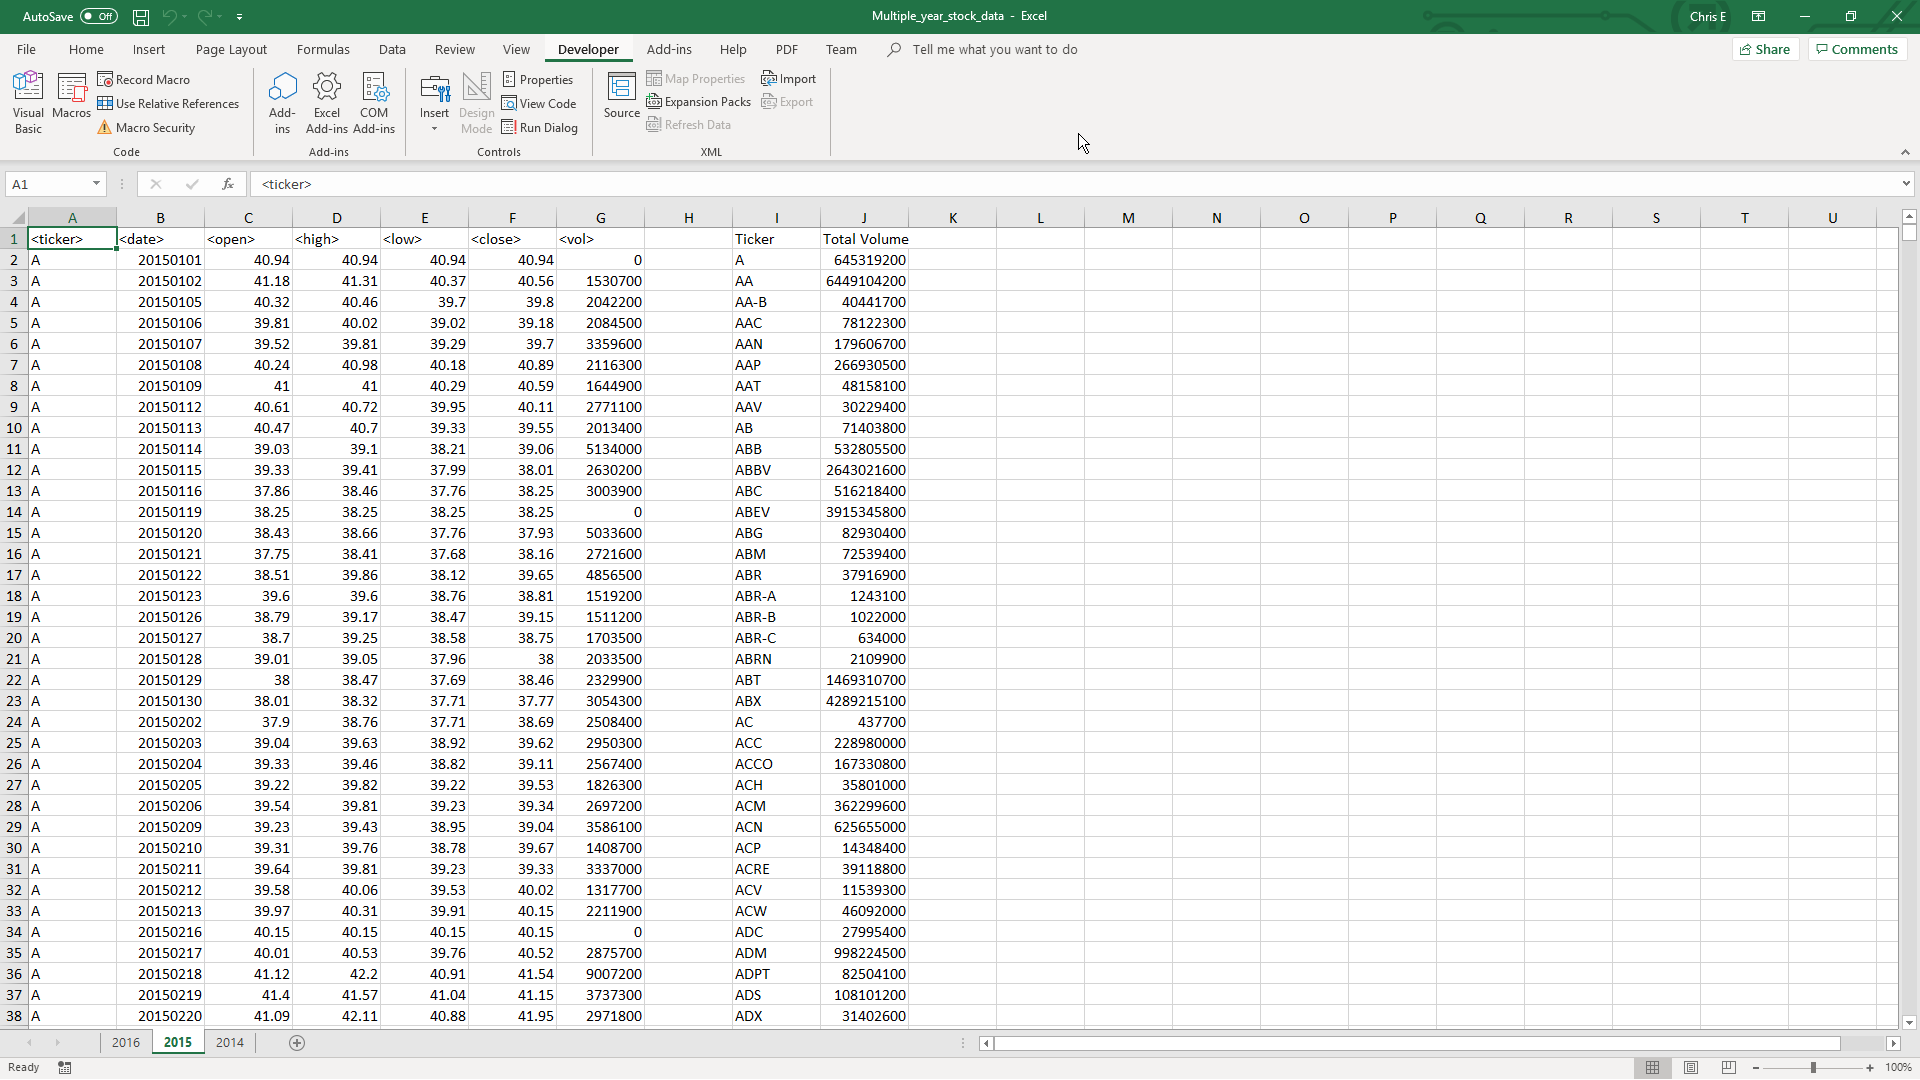 AutoSave Off Multiple_year_stock_data - Excel Chris E
File Home Insert Page Layout Formulas Data Review View Developer Add-ins Help PDF Team Tell me what you want to do Share Comments
Visual Basic
Macros
Record Macro
Use Relative References
Macro Security
Code
Add-ins
Excel Add-ins
COM Add-ins
Add-ins
Insert
Design Mode
Properties
View Code
Run Dialog
Controls
Source
Map Properties
Expansion Packs
Refresh Data
Import
Export
XML
A1 fx <ticker>
A B C D E F G H I J K L M N O P Q R S T U
1 <ticker> <date> <open> <high> <low> <close> <vol> Ticker Total Volume
2 A 20150101 40.94 40.94 40.94 40.94 0 A 645319200
3 A 20150102 41.18 41.31 40.37 40.56 1530700 AA 6449104200
4 A 20150105 40.32 40.46 39.7 39.8 2042200 AA-B 40441700
5 A 20150106 39.81 40.02 39.02 39.18 2084500 AAC 78122300
6 A 20150107 39.52 39.81 39.29 39.7 3359600 AAN 179606700
7 A 20150108 40.24 40.98 40.18 40.89 2116300 AAP 266930500
8 A 20150109 41 41 40.29 40.59 1644900 AAT 48158100
9 A 20150112 40.61 40.72 39.95 40.11 2771100 AAV 30229400
10 A 20150113 40.47 40.7 39.33 39.55 2013400 AB 71403800
11 A 20150114 39.03 39.1 38.21 39.06 5134000 ABB 532805500
12 A 20150115 39.33 39.41 37.99 38.01 2630200 ABBV 2643021600
13 A 20150116 37.86 38.46 37.76 38.25 3003900 ABC 516218400
14 A 20150119 38.25 38.25 38.25 38.25 0 ABEV 3915345800
15 A 20150120 38.43 38.66 37.76 37.93 5033600 ABG 82930400
16 A 20150121 37.75 38.41 37.68 38.16 2721600 ABM 72539400
17 A 20150122 38.51 39.86 38.12 39.65 4856500 ABR 37916900
18 A 20150123 39.6 39.6 38.76 38.81 1519200 ABR-A 1243100
19 A 20150126 38.79 39.17 38.47 39.15 1511200 ABR-B 1022000
20 A 20150127 38.7 39.25 38.58 38.75 1703500 ABR-C 634000
21 A 20150128 39.01 39.05 37.96 38 2033500 ABRN 2109900
22 A 20150129 38 38.47 37.69 38.46 2329900 ABT 1469310700
23 A 20150130 38.01 38.32 37.71 37.77 3054300 ABX 4289215100
24 A 20150202 37.9 38.76 37.71 38.69 2508400 AC 437700
25 A 20150203 39.04 39.63 38.92 39.62 2950300 ACC 228980000
26 A 20150204 39.33 39.46 38.82 39.11 2567400 ACCO 167330800
27 A 20150205 39.22 39.82 39.22 39.53 1826300 ACH 35801000
28 A 20150206 39.54 39.81 39.23 39.34 2697200 ACM 362299600
29 A 20150209 39.23 39.43 38.95 39.04 3586100 ACN 625655000
30 A 20150210 39.31 39.76 38.78 39.67 1408700 ACP 14348400
31 A 20150211 39.64 39.81 39.23 39.33 3337000 ACRE 39118800
32 A 20150212 39.58 40.06 39.53 40.02 1317700 ACV 11539300
33 A 20150213 39.97 40.31 39.91 40.15 2211900 ACW 46092000
34 A 20150216 40.15 40.15 40.15 40.15 0 ADC 27995400
35 A 20150217 40.01 40.53 39.76 40.52 2875700 ADM 998224500
36 A 20150218 41.12 42.2 40.91 41.54 9007200 ADPT 82504100
37 A 20150219 41.4 41.57 41.04 41.15 3737300 ADS 108101200
38 A 20150220 41.09 42.11 40.88 41.95 2971800 ADX 31402600
2016 2015 2014
Ready 100%